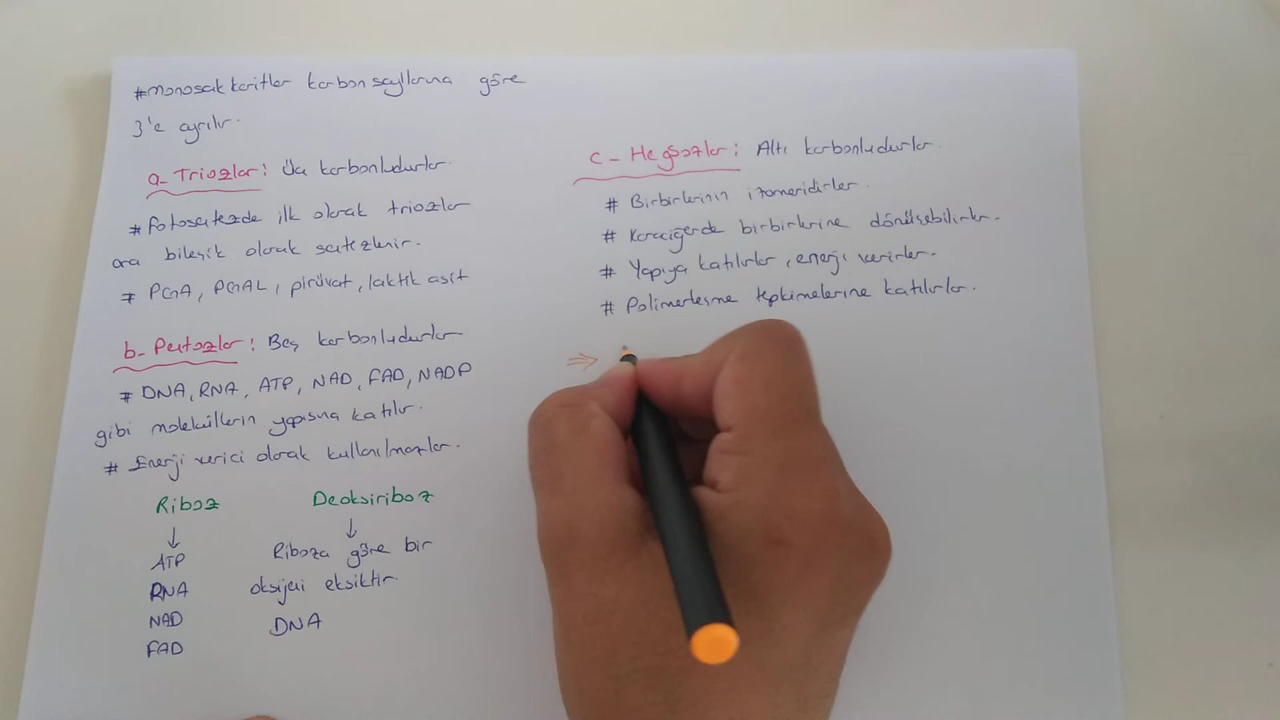 #monosakkaritler karbon sayılarına göre
3'e ayrılır.
a- Triozlar: Üç karbonludurlar.
# fotosentezde ilk olarak triozlar
ara bileşik olarak sentezlenir.
# PGA, PGAL, pirüvat, laktik asit
b- Pentozlar: Beş karbonludurlar
# DNA, RNA, ATP, NAD, FAD, NADP
gibi moleküllerin yapısına katılır.
# Enerji verici olarak kullanılmazlar.
Riboz Deoksiriboz
↓ ↓
ATP Riboza göre bir
RNA oksijeni eksiktir.
NAD DNA
FAD
c- Hegsozlar: Altı karbonludurlar.
# Birbirlerinin izomeridirler.
# Karaciğerde birbirlerine dönüşebilirler.
# Yapıya katılırlar, enerji verirler.
# Polimerleşme tepkimelerine katılırlar.
⇒